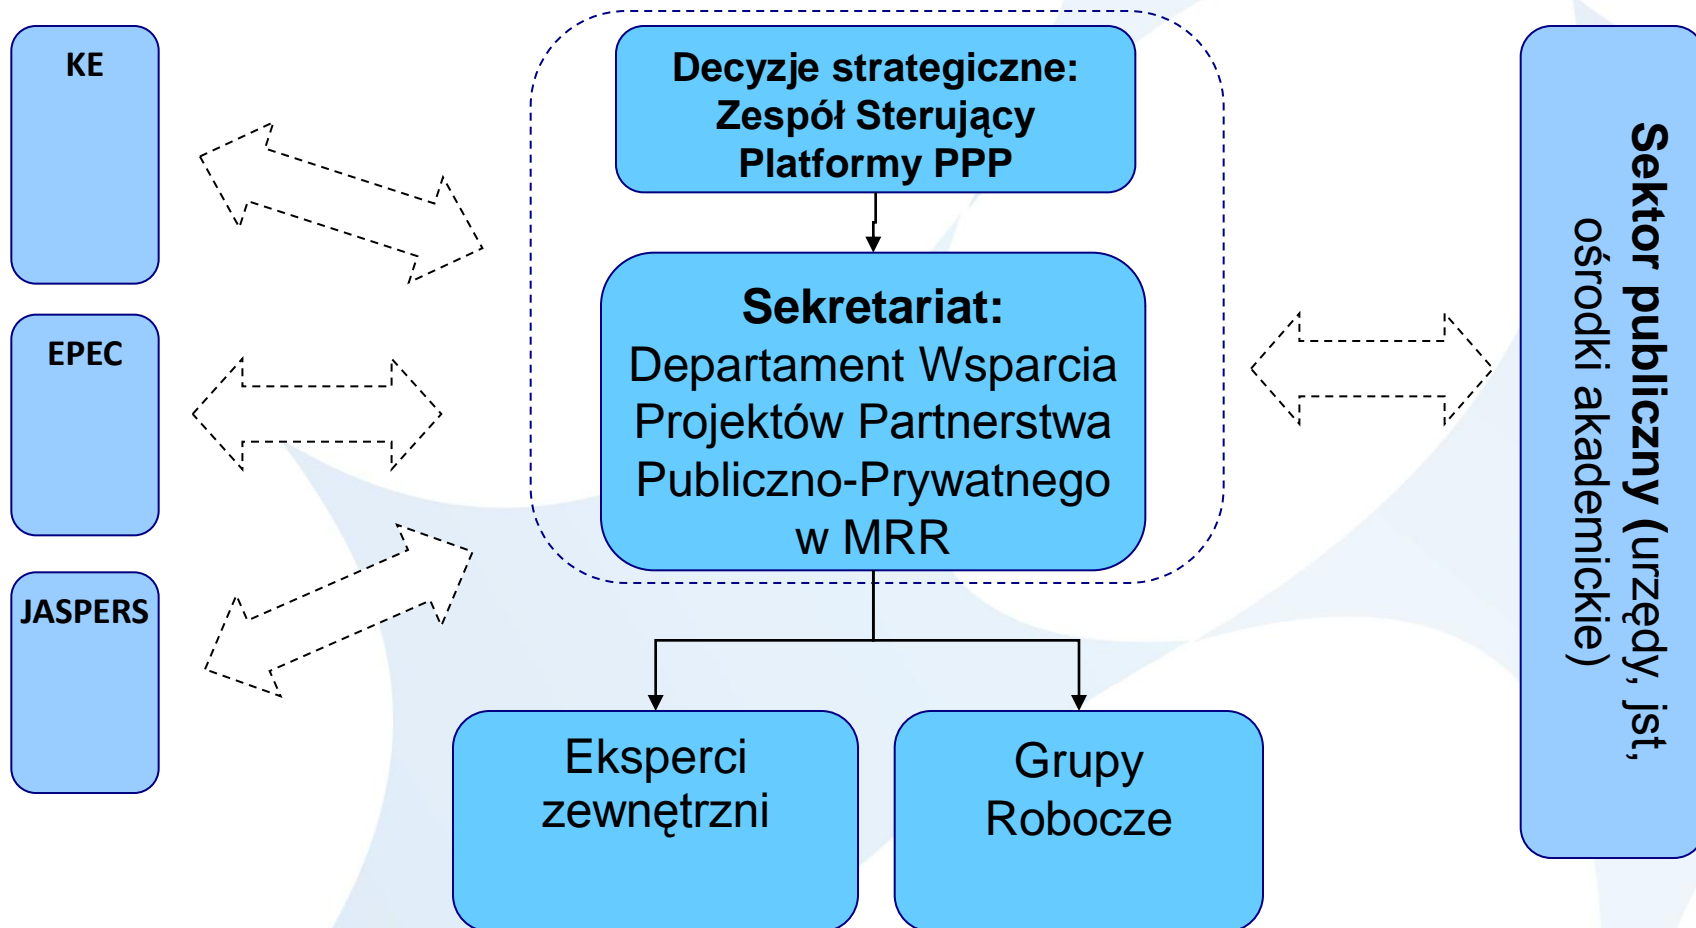 KE
EPEC
JASPERS
Decyzje strategiczne:
Zespół Sterujący
Platformy PPP
Sekretariat:
Departament Wsparcia
Projektów Partnerstwa
Publiczno-Prywatnego
w MRR
Eksperci
zewnętrzni
Grupy
Robocze
Sektor publiczny (urzędy, jst,
ośrodki akademickie)